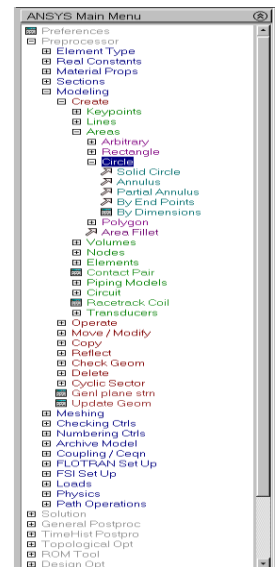 ANSYS Main Menu
Preferences
Preprocessor
Element Type
Real Constants
Material Props
Sections
Modeling
Create
Keypoints
Lines
Areas
Arbitrary
Rectangle
Circle
Solid Circle
Annulus
Partial Annulus
By End Points
By Dimensions
Polygon
Area Fillet
Volumes
Nodes
Elements
Contact Pair
Piping Models
Circuit
Racetrack Coil
Transducers
Operate
Move / Modify
Copy
Reflect
Check Geom
Delete
Cyclic Sector
Genl plane strn
Update Geom
Meshing
Checking Ctrls
Numbering Ctrls
Archive Model
Coupling / Ceqn
FLOTRAN Set Up
FSI Set Up
Loads
Physics
Path Operations
Solution
General Postproc
TimeHist Postpro
Topological Opt
ROM Tool
Design Opt